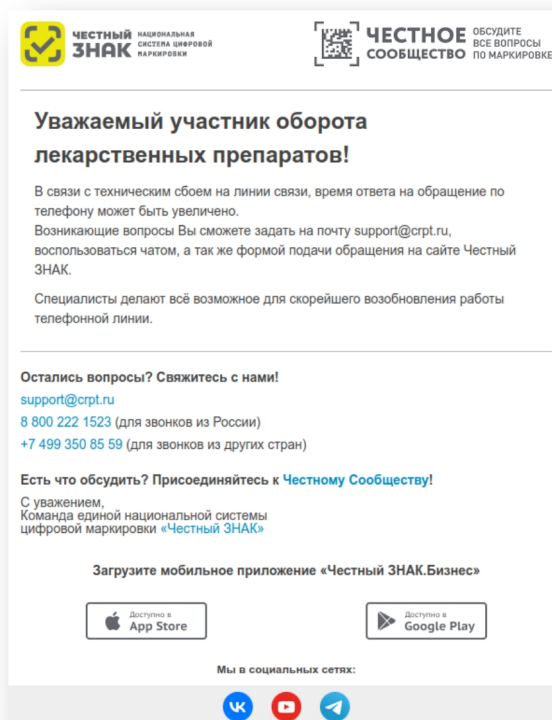 ЧЕСТНЫЙ ЗНАК НАЦИОНАЛЬНАЯ СИСТЕМА ЦИФРОВОЙ МАРКИРОВКИ
ЧЕСТНОЕ СООБЩЕСТВО ОБСУДИТЕ ВСЕ ВОПРОСЫ ПО МАРКИРОВКЕ
Уважаемый участник оборота
лекарственных препаратов!
В связи с техническим сбоем на линии связи, время ответа на обращение по
телефону может быть увеличено.
Возникающие вопросы Вы сможете задать на почту support@crpt.ru,
воспользоваться чатом, а так же формой подачи обращения на сайте Честный
ЗНАК.
Специалисты делают всё возможное для скорейшего возобновления работы
телефонной линии.
Остались вопросы? Свяжитесь с нами!
support@crpt.ru
8 800 222 1523 (для звонков из России)
+7 499 350 85 59 (для звонков из других стран)
Есть что обсудить? Присоединяйтесь к Честному Сообществу!
С уважением,
Команда единой национальной системы
цифровой маркировки «Честный ЗНАК»
Загрузите мобильное приложение «Честный ЗНАК.Бизнес»
Доступно в
App Store
Доступно в
Google Play
Мы в социальных сетях: